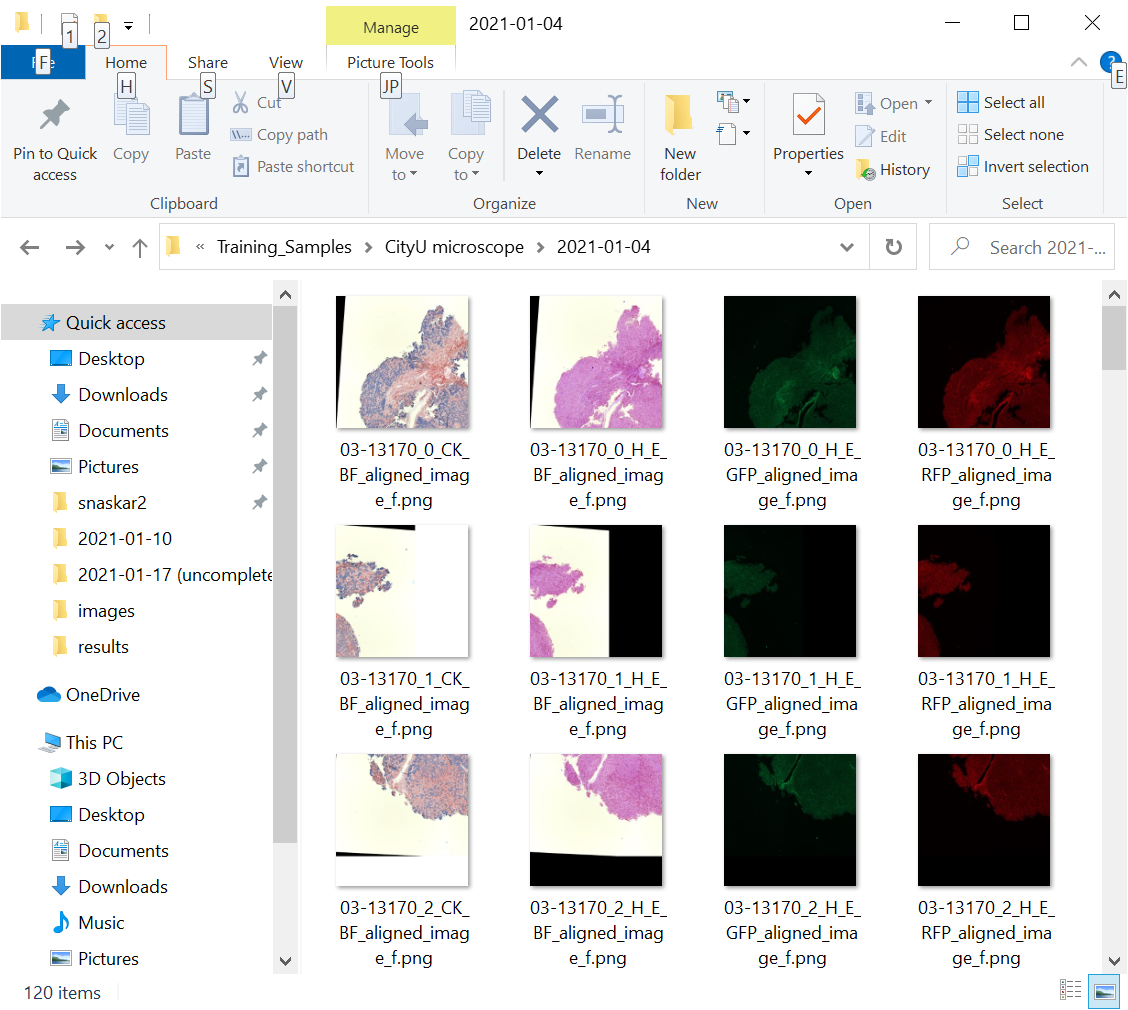 1
2
Manage
2021-01-04
F
Home
Share
View
Picture Tools
?
H
S
V
JP
E
Pin to Quick
access
Copy
Paste
Cut
Copy path
Paste shortcut
Clipboard
Move
to
Copy
to
Delete
Rename
Organize
New
folder
New
Properties
Open
Edit
History
Open
Select all
Select none
Invert selection
Select
« Training_Samples > CityU microscope > 2021-01-04
Search 2021-...
Quick access
Desktop
Downloads
Documents
Pictures
snaskar2
2021-01-10
2021-01-17 (uncomplete
images
results
OneDrive
This PC
3D Objects
Desktop
Documents
Downloads
Music
Pictures
03-13170_0_CK_
BF_aligned_imag
e_f.png
03-13170_0_H_E_
BF_aligned_imag
e_f.png
03-13170_0_H_E_
GFP_aligned_ima
ge_f.png
03-13170_0_H_E_
RFP_aligned_ima
ge_f.png
03-13170_1_CK_
BF_aligned_imag
e_f.png
03-13170_1_H_E_
BF_aligned_imag
e_f.png
03-13170_1_H_E_
GFP_aligned_ima
ge_f.png
03-13170_1_H_E_
RFP_aligned_ima
ge_f.png
03-13170_2_CK_
BF_aligned_imag
e_f.png
03-13170_2_H_E_
BF_aligned_imag
e_f.png
03-13170_2_H_E_
GFP_aligned_ima
ge_f.png
03-13170_2_H_E_
RFP_aligned_ima
ge_f.png
120 items